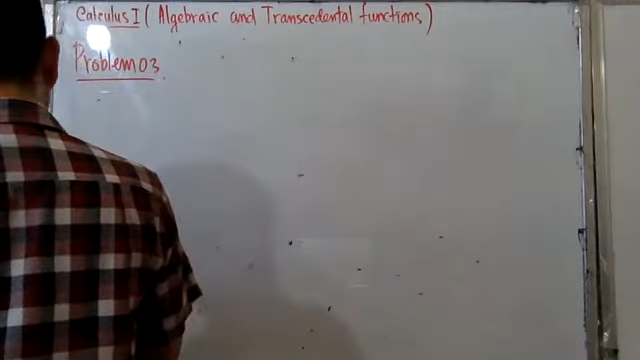 Calculus I ( Algebraic and Transcedental functions)
Problem 03